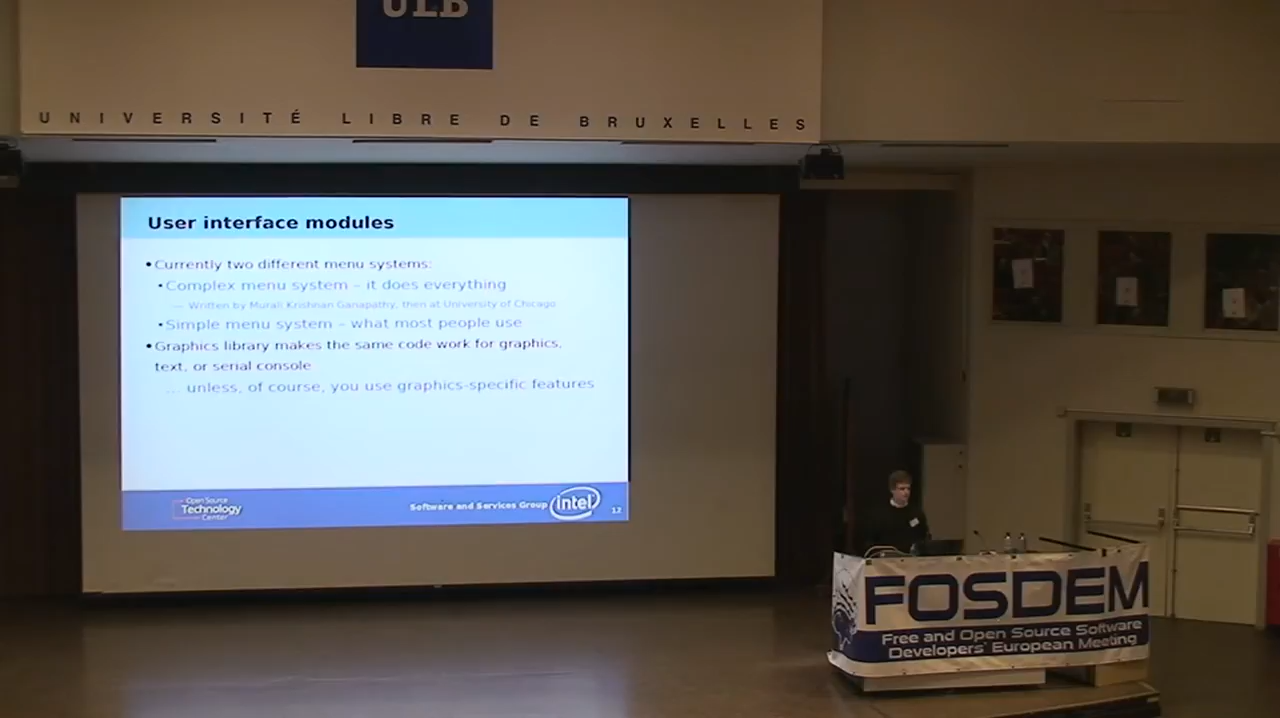 ULB
UNIVERSITÉ LIBRE DE BRUXELLES
User interface modules
•Currently two different menu systems:
•Complex menu system – it does everything
— Written by Murali Krishnan Ganapathy, then at University of Chicago
•Simple menu system – what most people use
•Graphics library makes the same code work for graphics,
text, or serial console
... unless, of course, you use graphics-specific features
Open Source
Technology
Center
Software and Services Group
intel
12
FOSDEM
Free and Open Source Software
Developers' European Meeting